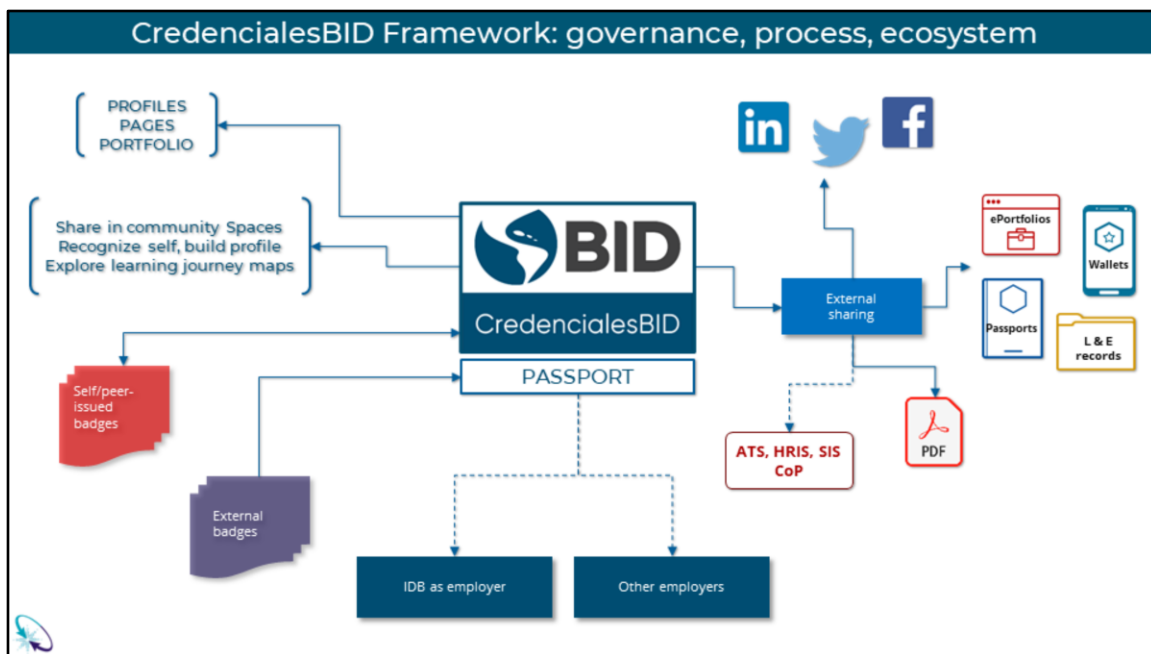 CredencialesBID Framework: governance, process, ecosystem
PROFILES
PAGES
PORTFOLIO
Share in community Spaces
Recognize self, build profile
Explore learning journey maps
BID
CredencialesBID
PASSPORT
Self/peer-
issued
badges
External
badges
IDB as employer
Other employers
in
f
External
sharing
ePortfolios
Wallets
Passports
L & E
records
ATS, HRIS, SIS
CoP
PDF